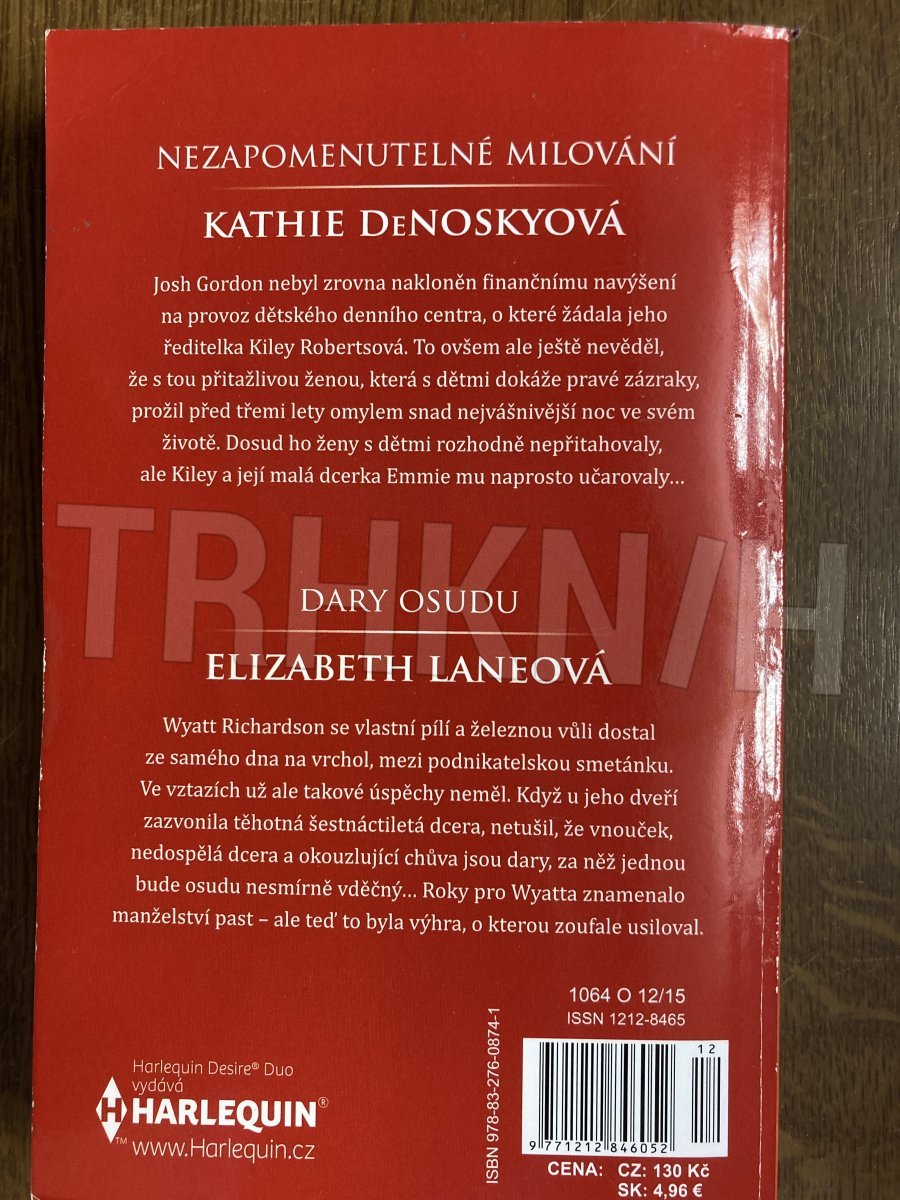 NEZAPOMENUTELNÉ MILOVÁNÍ
KATHIE DENOSKYOVÁ
Josh Gordon nebyl zrovna nakloněn finančnímu navýšení
na provoz dětského denního centra, o které žádala jeho
ředitelka Kiley Robertsová. To ovšem ale ještě nevěděl,
že s tou přitažlivou ženou, která s dětmi dokáže pravé zázraky,
prožil před třemi lety omylem snad nejvášnivější noc ve svém
životě. Dosud ho ženy s dětmi rozhodně nepřitahovaly,
ale Kiley a její malá dcerka Emmie mu naprosto učarovaly…
TRHKNIH
DARY OSUDU
ELIZABETH LANEOVÁ
Wyatt Richardson se vlastní pílí a železnou vůli dostal
ze samého dna na vrchol, mezi podnikatelskou smetánku.
Ve vztazích už ale takové úspěchy neměl. Když u jeho dveří
zazvonila těhotná šestnáctiletá dcera, netušil, že vnouček,
nedospělá dcera a okouzlující chůva jsou dary, za něž jednou
bude osudu nesmírně vděčný… Roky pro Wyatta znamenalo
manželství past – ale teď to byla výhra, o kterou zoufale usiloval.
1064 O 12/15
ISSN 1212-8465
ISBN 978-83-276-0874-1
12
9 771212 846052
CENA: CZ: 130 Kč
SK: 4,96 €
Harlequin Desire® Duo
vydává
HARLEQUIN®
TM
www.Harlequin.cz